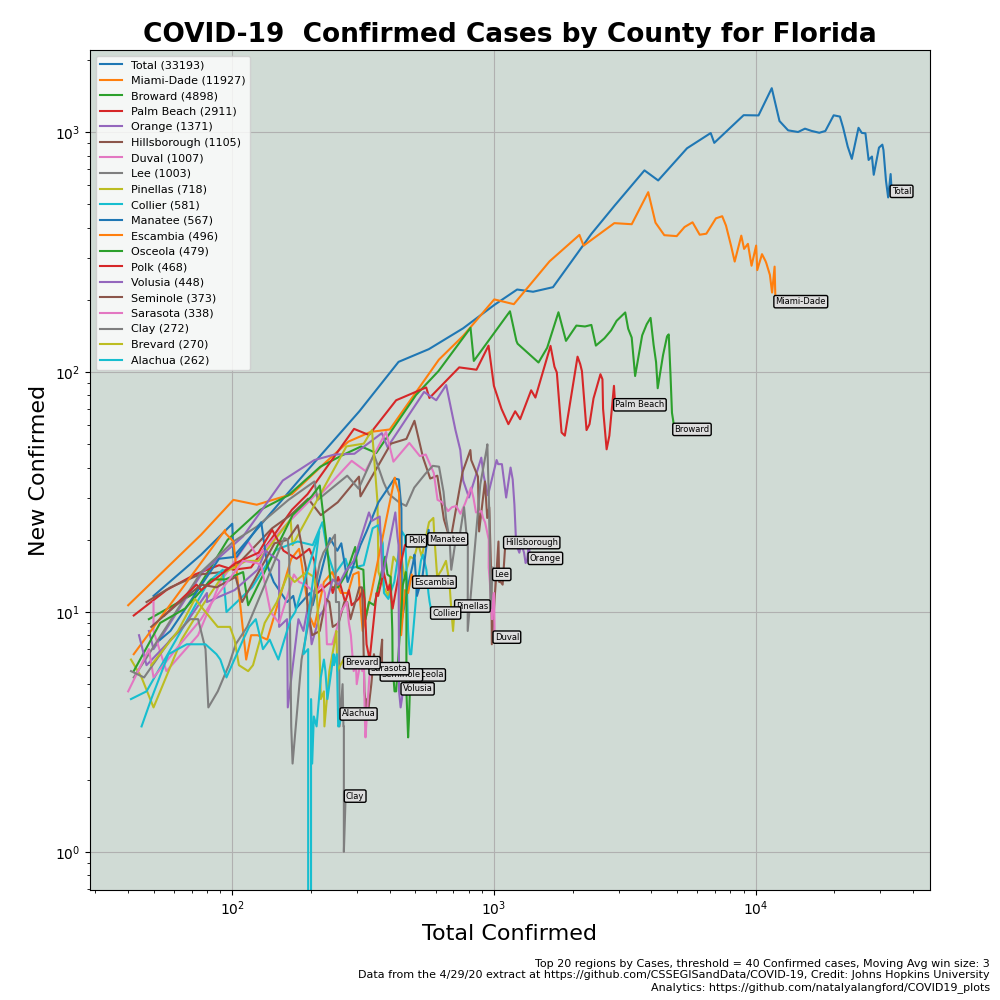 COVID-19  Confirmed Cases by County for Florida
Total (33193)
Miami-Dade (11927)
Broward (4898)
Palm Beach (2911)
Orange (1371)
Hillsborough (1105)
Duval (1007)
Lee (1003)
Pinellas (718)
Collier (581)
Manatee (567)
Escambia (496)
Osceola (479)
Polk (468)
Volusia (448)
Seminole (373)
Sarasota (338)
Clay (272)
Brevard (270)
Alachua (262)
New Confirmed
10³
10²
10¹
10⁰
Total
Miami-Dade
Palm Beach
Broward
Polk
Manatee
Hillsborough
Orange
Lee
Escambia
Pinellas
Collier
Duval
Brevard
Sarasota
Volusia
Alachua
Clay
10²
10³
10⁴
Total Confirmed
Top 20 regions by Cases, threshold = 40 Confirmed cases, Moving Avg win size: 3
Data from the 4/29/20 extract at https://github.com/CSSEGISandData/COVID-19, Credit: Johns Hopkins University
Analytics: https://github.com/natalyalangford/COVID19_plots